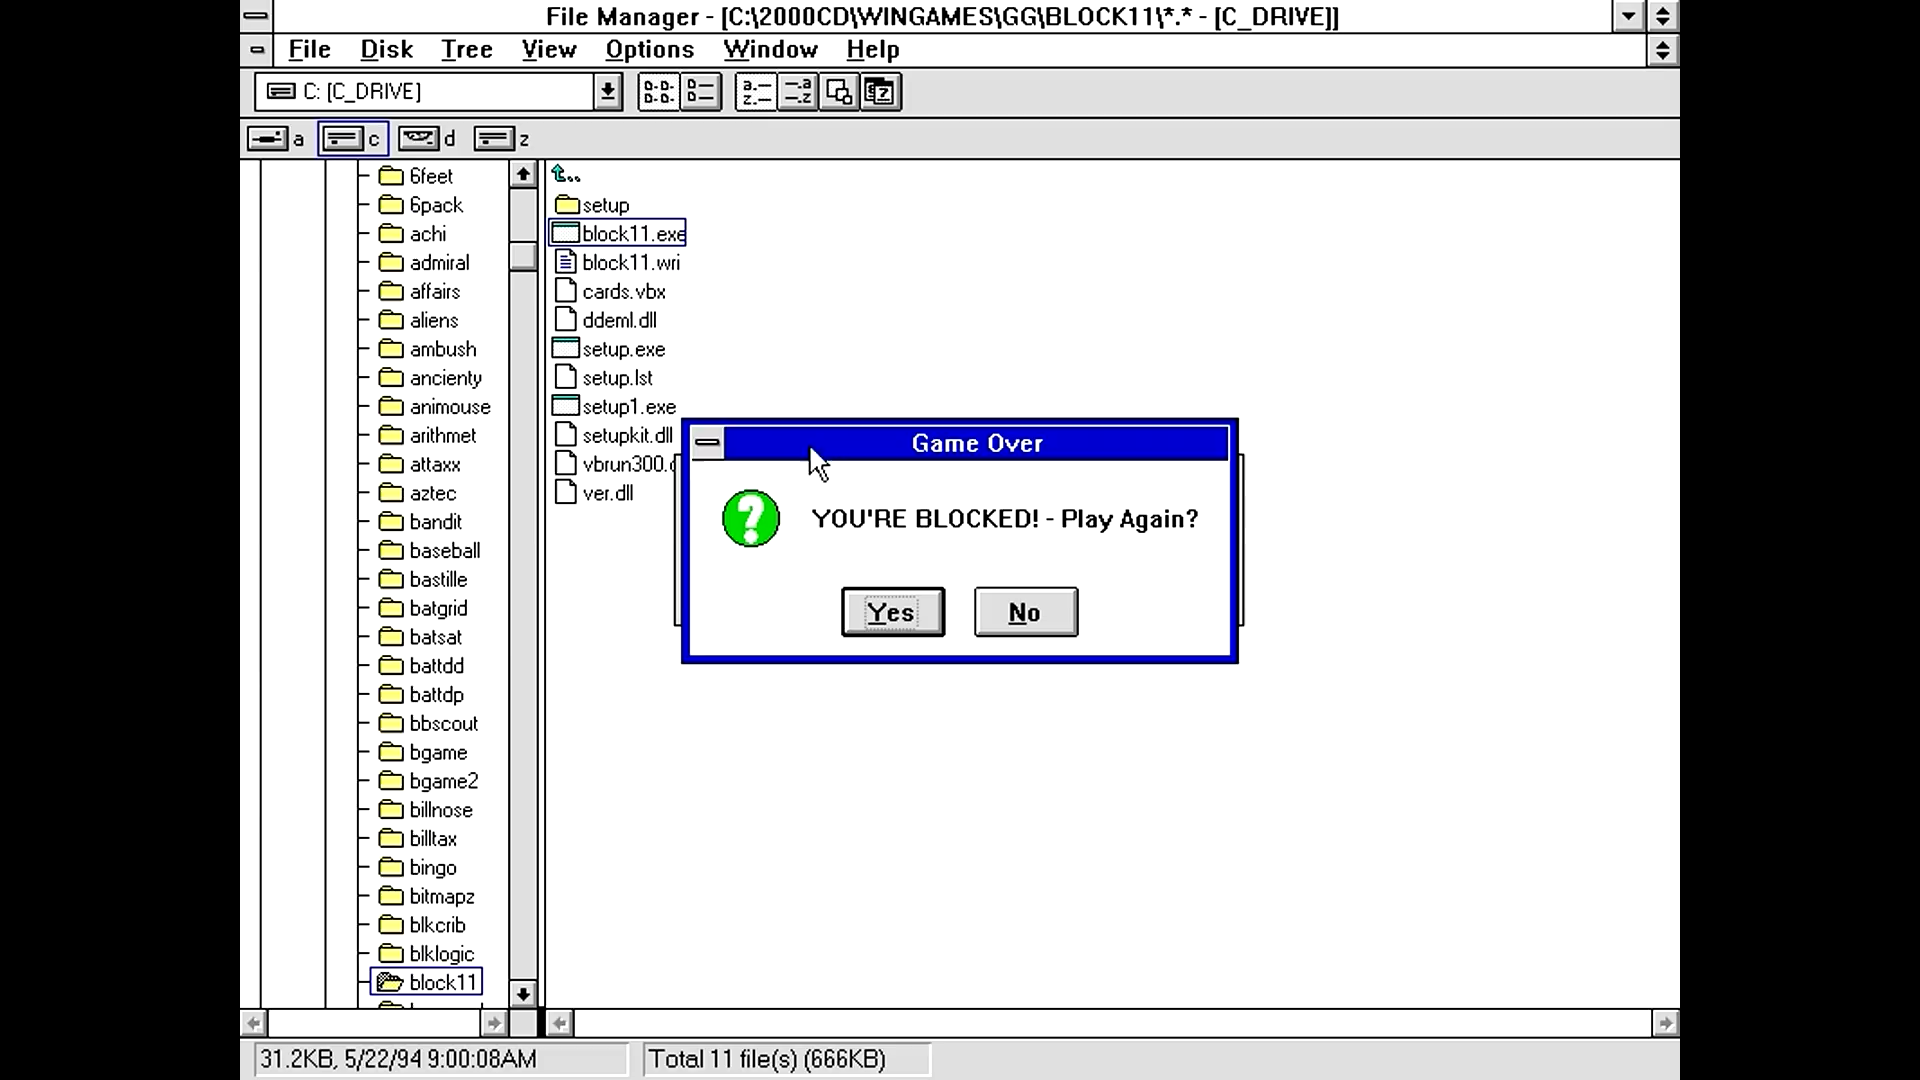 File Manager - [C:\2000CD\WINGAMES\GG\BLOCK11\*.* - [C_DRIVE]]
File Disk Tree View Options Window Help
C: [C_DRIVE]
a c d z
6feet
6pack
achi
admiral
affairs
aliens
ambush
ancienty
animouse
arithmet
attaxx
aztec
bandit
baseball
bastille
batgrid
batsat
battdd
battdp
bbscout
bgame
bgame2
billnose
billtax
bingo
bitmapz
blkcrib
blklogic
block11
..
setup
block11.exe
block11.wri
cards.vbx
ddeml.dll
setup.exe
setup.lst
setup1.exe
setupkit.dll
vbrun300.
ver.dll
Game Over
YOU'RE BLOCKED! - Play Again?
Yes No
31.2KB, 5/22/94 9:00:08AM
Total 11 file(s) (666KB)